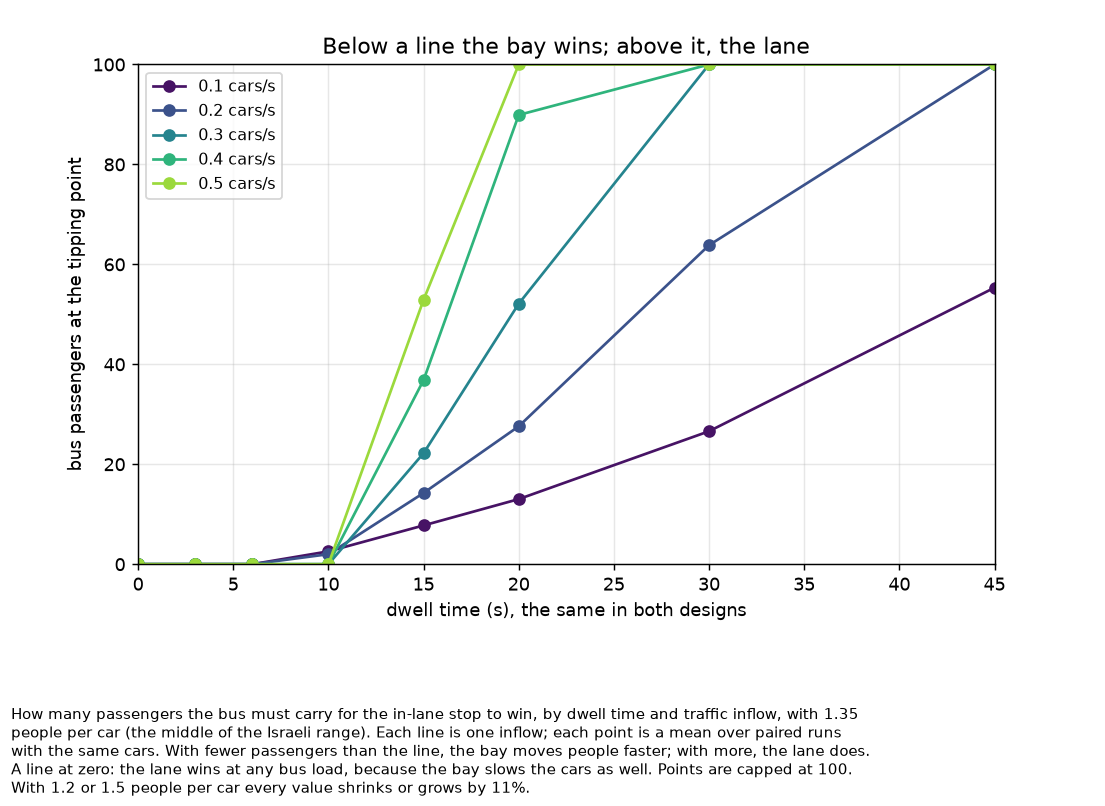 Below a line the bay wins; above it, the lane
100
80
60
40
20
0
bus passengers at the tipping point
0.1 cars/s
0.2 cars/s
0.3 cars/s
0.4 cars/s
0.5 cars/s
0 5 10 15 20 25 30 35 40 45
dwell time (s), the same in both designs
How many passengers the bus must carry for the in-lane stop to win, by dwell time and traffic inflow, with 1.35
people per car (the middle of the Israeli range). Each line is one inflow; each point is a mean over paired runs
with the same cars. With fewer passengers than the line, the bay moves people faster; with more, the lane does.
A line at zero: the lane wins at any bus load, because the bay slows the cars as well. Points are capped at 100.
With 1.2 or 1.5 people per car every value shrinks or grows by 11%.